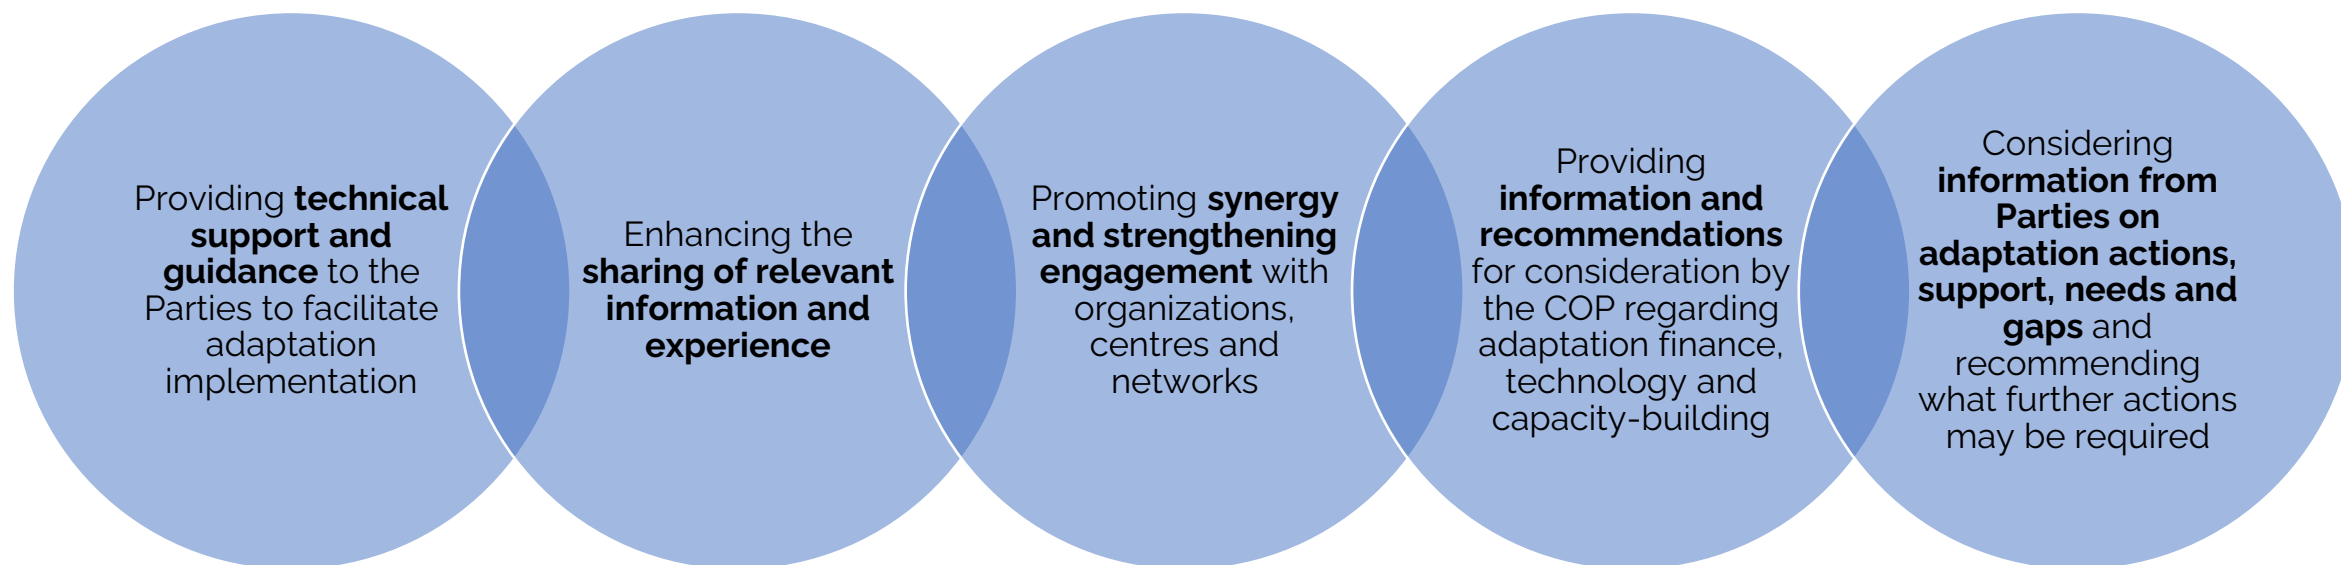 Providing technical
support and
guidance to the
Parties to facilitate
adaptation
implementation
Enhancing the
sharing of relevant
information and
experience
Promoting synergy
and strengthening
engagement with
organizations,
centres and
networks
Providing
information and
recommendations
for consideration by
the COP regarding
adaptation finance,
technology and
capacity-building
Considering
information from
Parties on
adaptation actions,
support, needs and
gaps and
recommending
what further actions
may be required